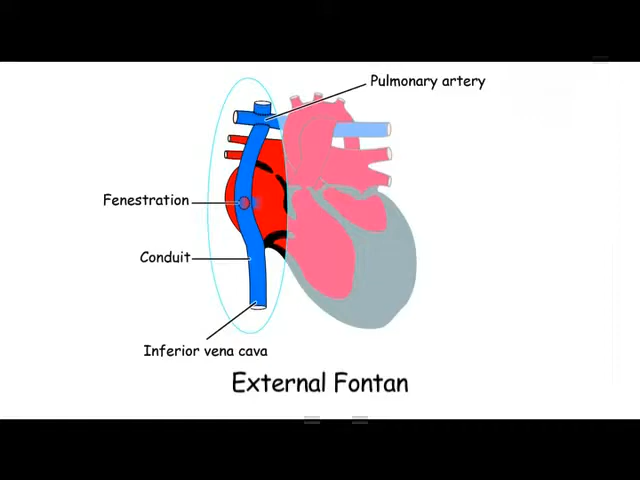 Pulmonary artery
Fenestration
Conduit
Inferior vena cava
External Fontan